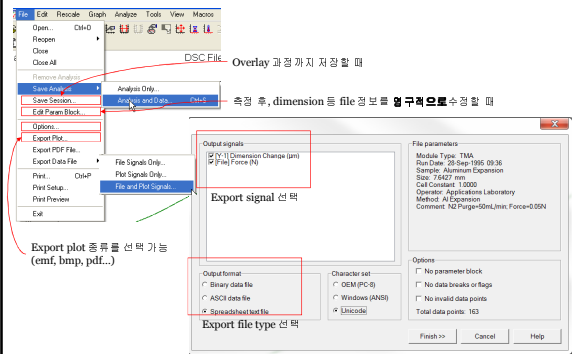 File Edit Rescale Graph Analyze Tools View Macros
Open... Ctrl+O
Reopen
Close
Close All
Remove Analysis
Save Analysis
Save Session...
Edit Param Block...
Options...
Export Plot...
Export PDF File...
Export Data File
Print... Ctrl+P
Print Setup...
Print Preview
Exit
DSC File
Analysis Only...
Analysis and Data... Ctrl+S
File Signals Only...
Plot Signals Only...
File and Plot Signals...
Overlay 과정까지 저장할 때
측정 후, dimension 등 file 정보를 영구적으로수정할 때
Export plot 종류를 선택 가능
(emf, bmp, pdf...)
Output signals
[Y-1] Dimension Change (µm)
[File] Force (N)
Export signal 선택
File parameters
Module Type: TMA
Run Date: 28-Sep-1995 09:36
Sample: Aluminum Expansion
Size: 7.6427 mm
Cell Constant: 1.0000
Operator: Applications Laboratory
Method: Al Expansion
Comment: N2 Purge=50mL/min; Force=0.05N
Output format
Binary data file
ASCII data file
Spreadsheet text file
Export file type 선택
Character set
OEM (PC-8)
Windows (ANSI)
Unicode
Options
No parameter block
No data breaks or flags
No invalid data points
Total data points: 163
Finish >> Cancel Help